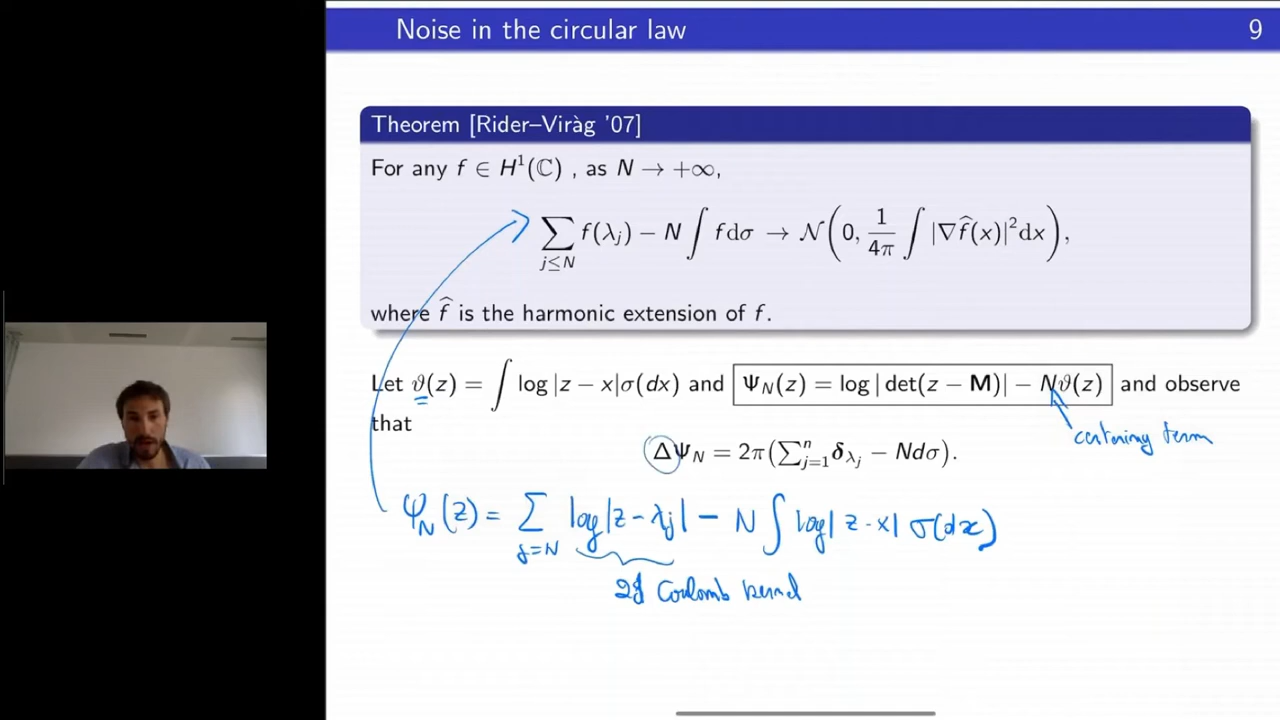 Noise in the circular law 9
Theorem [Rider–Viràg '07]
For any f ∈ H¹(ℂ) , as N → +∞,
∑_{j≤N} f(λ_j) − N ∫ f dσ → 𝒩(0, 1/4π ∫ |∇f̂(x)|² dx),
where f̂ is the harmonic extension of f.
Let ϑ(z) = ∫ log |z − x|σ(dx) and Ψ_N(z) = log | det(z − M)| − Nϑ(z) and observe
that
centering term
ΔΨ_N = 2π(∑_{j=1}^n δ_{λ_j} − Ndσ).
φ_N(z) = ∑_{j=N} log|z − λ_j| − N ∫ log|z - x| σ(dx)
2d Coulomb kernel